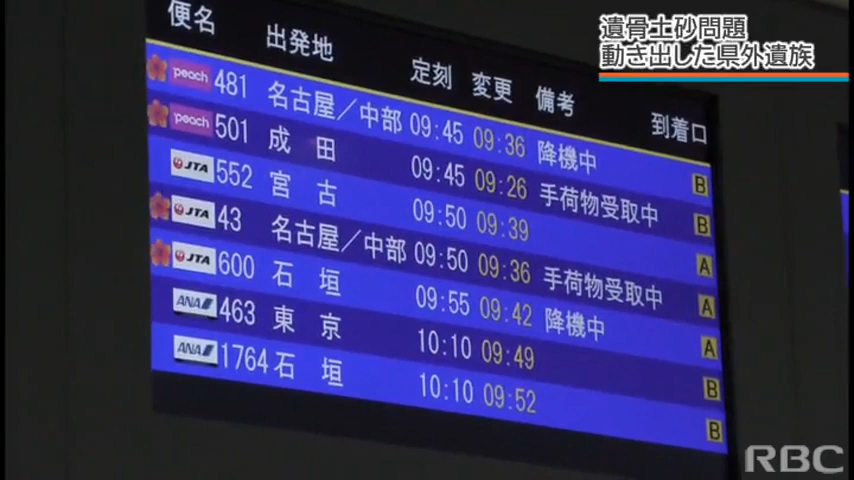 遺骨土砂問題
動き出した県外遺族
便名 出発地 定刻 変更 備考 到着口
peach 481 名古屋／中部 09:45 09:36 降機中 B
peach 501 成田 09:45 09:26 手荷物受取中 B
JTA 552 宮古 09:50 09:39 A
JTA 43 名古屋／中部 09:50 09:36 手荷物受取中 A
JTA 600 石垣 09:55 09:42 降機中 A
ANA 463 東京 10:10 09:49 B
ANA 1764 石垣 10:10 09:52 B
RBC